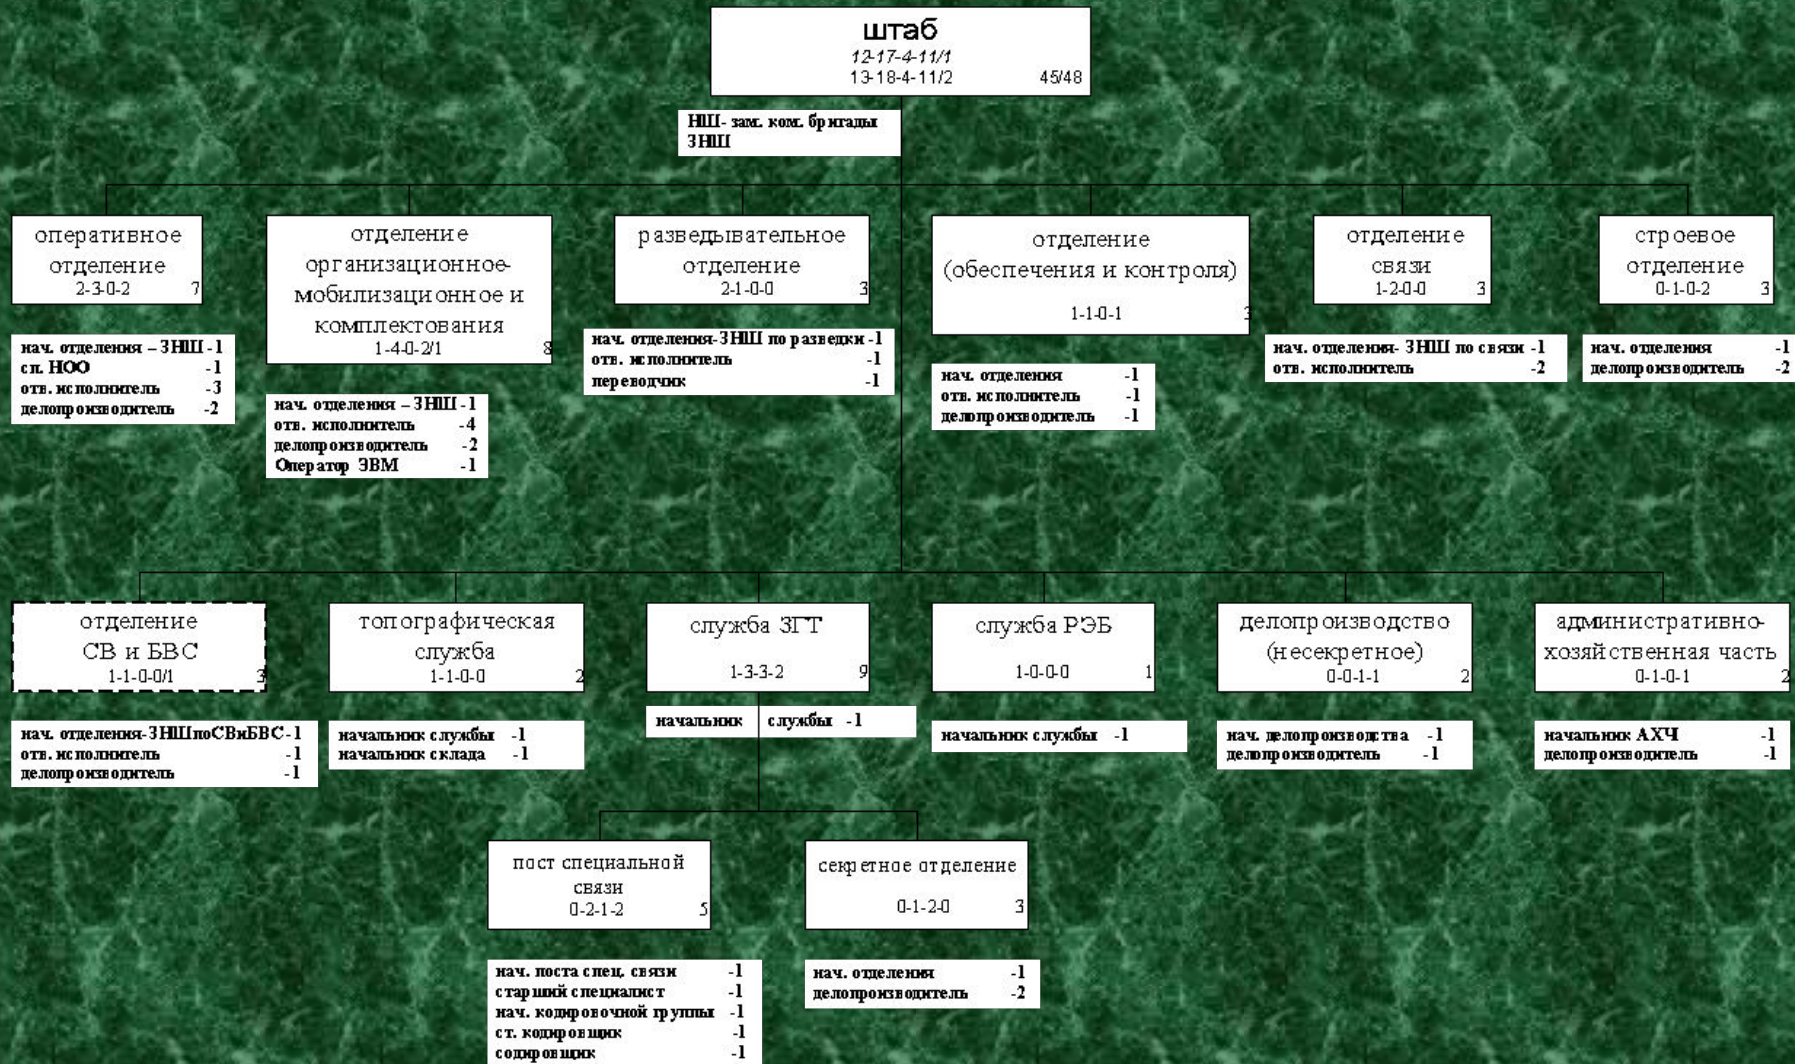 штаб
12-17-4-11/1
13-18-4-11/2 45/48
НШ- зам. ком. бригады
ЗНШ
оперативное
отделение
2-3-0-2 7
нач. отделения – ЗНШ -1
сп. НОО -1
отв. исполнитель -3
делопроизводитель -2
отделение
организационное-
мобилизационное и
комплектования
1-4-0-2/1 8
нач. отделения – ЗНШ -1
отв. исполнитель -4
делопроизводитель -2
Оператор ЭВМ -1
разведывательное
отделение
2-1-0-0 3
нач. отделения-ЗНШ по разведки -1
отв. исполнитель -1
переводчик -1
отделение
(обеспечения и контроля)
1-1-0-1 3
нач. отделения -1
отв. исполнитель -1
делопроизводитель -1
отделение
связи
1-2-0-0 3
нач. отделения- ЗНШ по связи -1
отв. исполнитель -2
строевое
отделение
0-1-0-2 3
нач. отделения -1
делопроизводитель -2
отделение
СВ и БВС
1-1-0-0/1 3
нач. отделения-ЗНШпоСВиБВС-1
отв. исполнитель -1
делопроизводитель -1
топографическая
служба
1-1-0-0 2
начальник службы -1
начальник склада -1
служба ЗГТ
1-3-3-2 9
начальник службы -1
служба РЭБ
1-0-0-0 1
начальник службы -1
делопроизводство
(несекретное)
0-0-1-1 2
нач. делопроизводства -1
делопроизводитель -1
административно-
хозяйственная часть
0-1-0-1 2
начальник АХЧ -1
делопроизводитель -1
пост специальной
связи
0-2-1-2 5
нач. поста спец. связи -1
старший специалист -1
нач. кодировочной группы -1
ст. кодировщик -1
содировщик -1
секретное отделение
0-1-2-0 3
нач. отделения -1
делопроизводитель -2